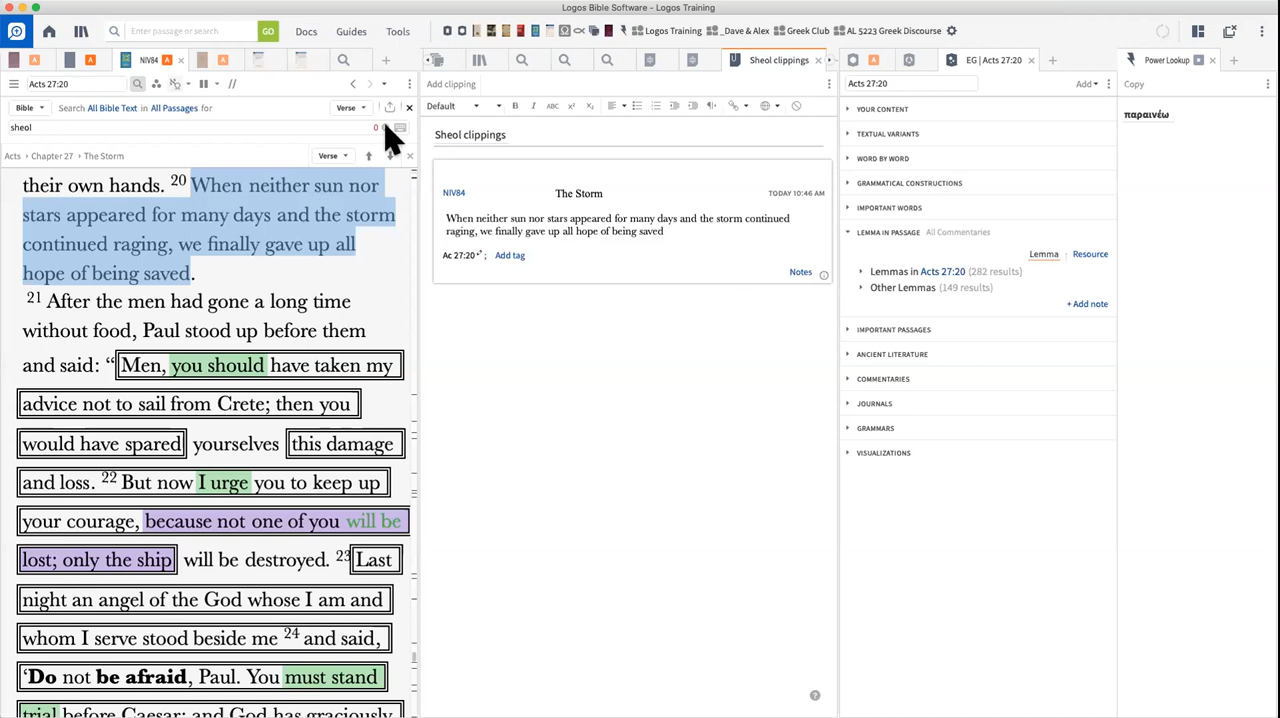 Logos Bible Software - Logos Training
Enter passage or search
GO
Docs
Guides
Tools
Logos Training
_Dave & Alex
Greek Club
AL 5223 Greek Discourse
A
A
NIV84
A
A
Sheol clippings
A
EG | Acts 27:20
Power Lookup
Acts 27:20
Bible
Search All Bible Text in All Passages for
Verse
sheol
0
Acts › Chapter 27 › The Storm
Verse
their own hands. 20 When neither sun nor
stars appeared for many days and the storm
continued raging, we finally gave up all
hope of being saved.
21 After the men had gone a long time
without food, Paul stood up before them
and said: “Men, you should have taken my
advice not to sail from Crete; then you
would have spared yourselves this damage
and loss. 22 But now I urge you to keep up
your courage, because not one of you will be
lost; only the ship will be destroyed. 23 Last
night an angel of the God whose I am and
whom I serve stood beside me 24 and said,
‘Do not be afraid, Paul. You must stand
trial before Caesar; and God has graciously
Add clipping
Default
B I ABC x² x₁
Sheol clippings
NIV84
The Storm
TODAY 10:46 AM
When neither sun nor stars appeared for many days and the storm continued
raging, we finally gave up all hope of being saved
Ac 27:20 ; Add tag
Notes
Acts 27:20
Add
YOUR CONTENT
TEXTUAL VARIANTS
WORD BY WORD
GRAMMATICAL CONSTRUCTIONS
IMPORTANT WORDS
LEMMA IN PASSAGE All Commentaries
Lemma
Resource
Lemmas in Acts 27:20 (282 results)
Other Lemmas (149 results)
+ Add note
IMPORTANT PASSAGES
ANCIENT LITERATURE
COMMENTARIES
JOURNALS
GRAMMARS
VISUALIZATIONS
Copy
παραινέω